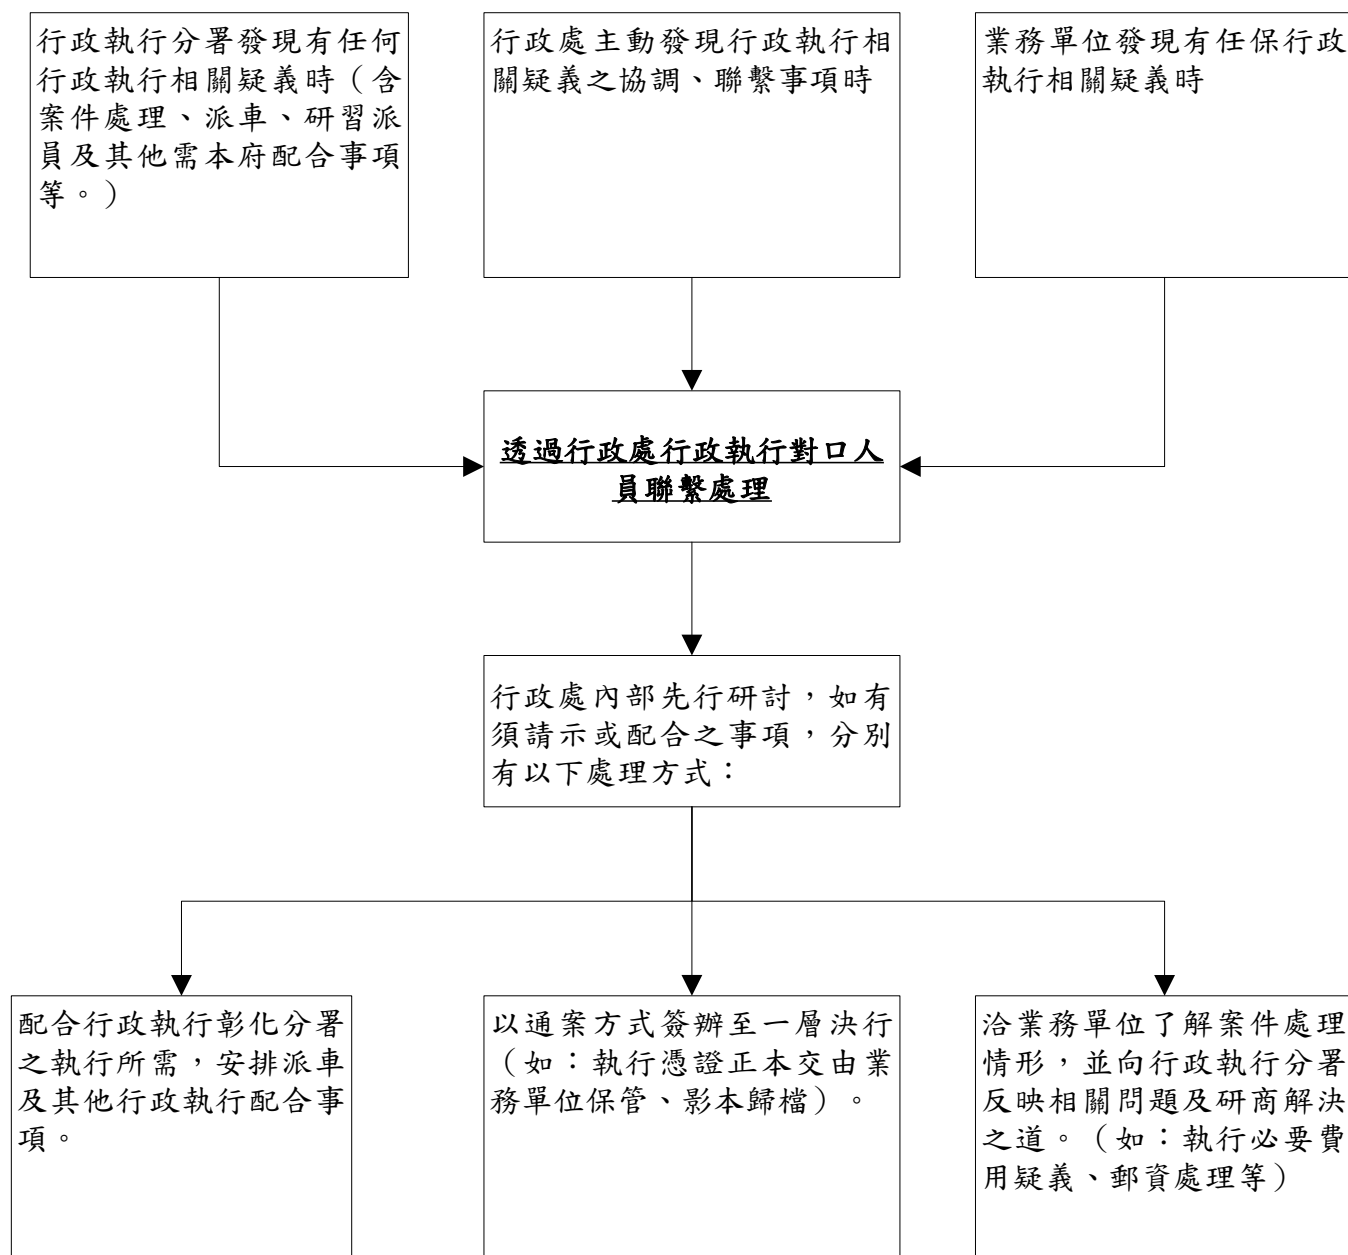 行政執行分署發現有任何
行政執行相關疑義時（含
案件處理、派車、研習派
員及其他需本府配合事項
等。）
行政處主動發現行政執行相
關疑義之協調、聯繫事項時
業務單位發現有任保行政
執行相關疑義時
透過行政處行政執行對口人
員聯繫處理
行政處內部先行研討，如有
須請示或配合之事項，分別
有以下處理方式：
配合行政執行彰化分署
之執行所需，安排派車
及其他行政執行配合事
項。
以通案方式簽辦至一層決行
（如：執行憑證正本交由業
務單位保管、影本歸檔）。
洽業務單位了解案件處理
情形，並向行政執行分署
反映相關問題及研商解決
之道。（如：執行必要費
用疑義、郵資處理等）